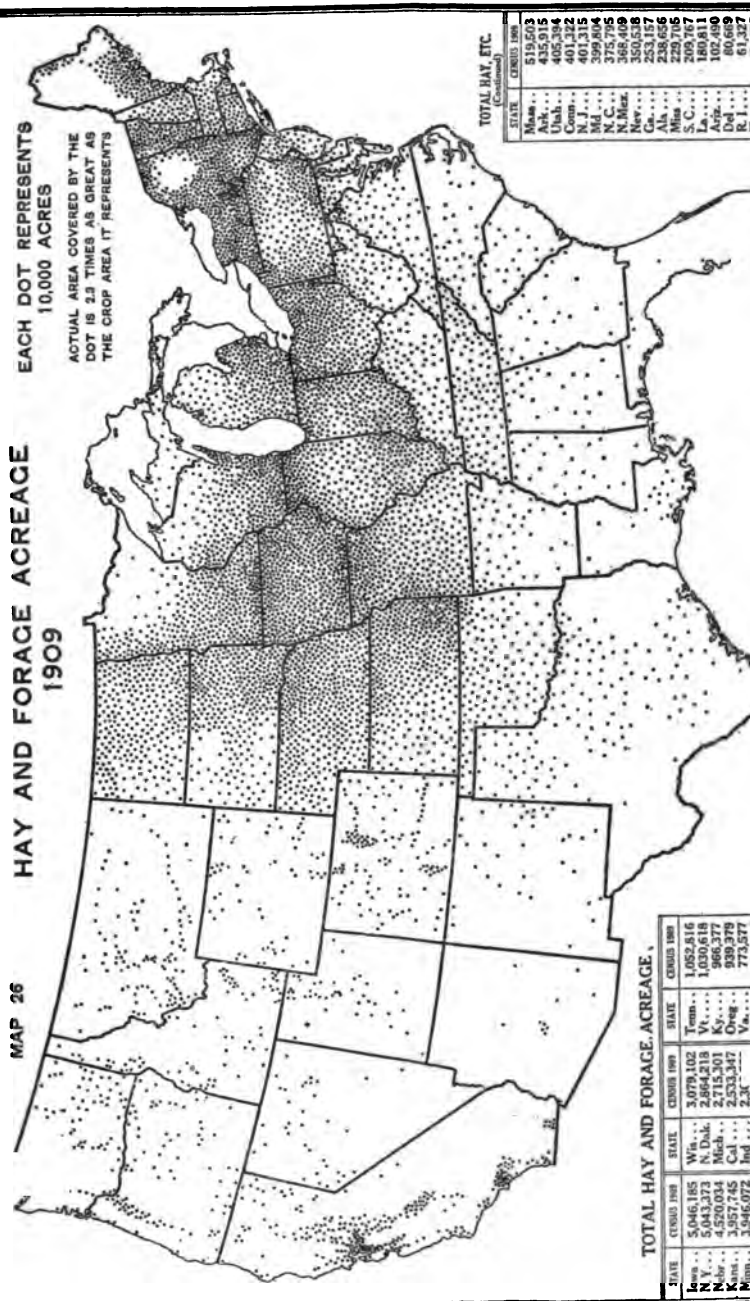 MAP 26 HAY AND FORAGE ACREAGE
1909
EACH DOT REPRESENTS
10,000 ACRES
ACTUAL AREA COVERED BY THE
DOT IS 2.3 TIMES AS GREAT AS
THE CROP AREA IT REPRESENTS
TOTAL HAY AND FORAGE ACREAGE
STATE CENSUS 1909 STATE CENSUS 1909 STATE CENSUS 1909
Iowa... 5,046,185 Wis... 3,079,102 Tenn... 1,052,816
N. Y... 5,043,373 N. Dak. 2,864,218 Vt.... 1,030,618
Nebr... 4,520,034 Mich... 2,715,301 Ky.... 966,377
Kans... 3,957,745 Cal.... 2,533,347 Oreg... 939,379
Minn... 3,946,072 Ind... Va.... 773,577
TOTAL HAY, ETC.
(Continued)
STATE CENSUS 1909
Mass... 519,503
Ark.... 435,915
Utah... 405,394
Conn... 401,322
N. J.... 401,315
Md.... 399,804
N. C.... 375,795
N. Mex. 368,409
Nev.... 350,538
Ga.... 253,157
Ala.... 238,656
Miss... 229,705
S. C.... 209,767
La.... 180,811
Ariz... 102,490
Del.... 80,669
R. I.... 61,327